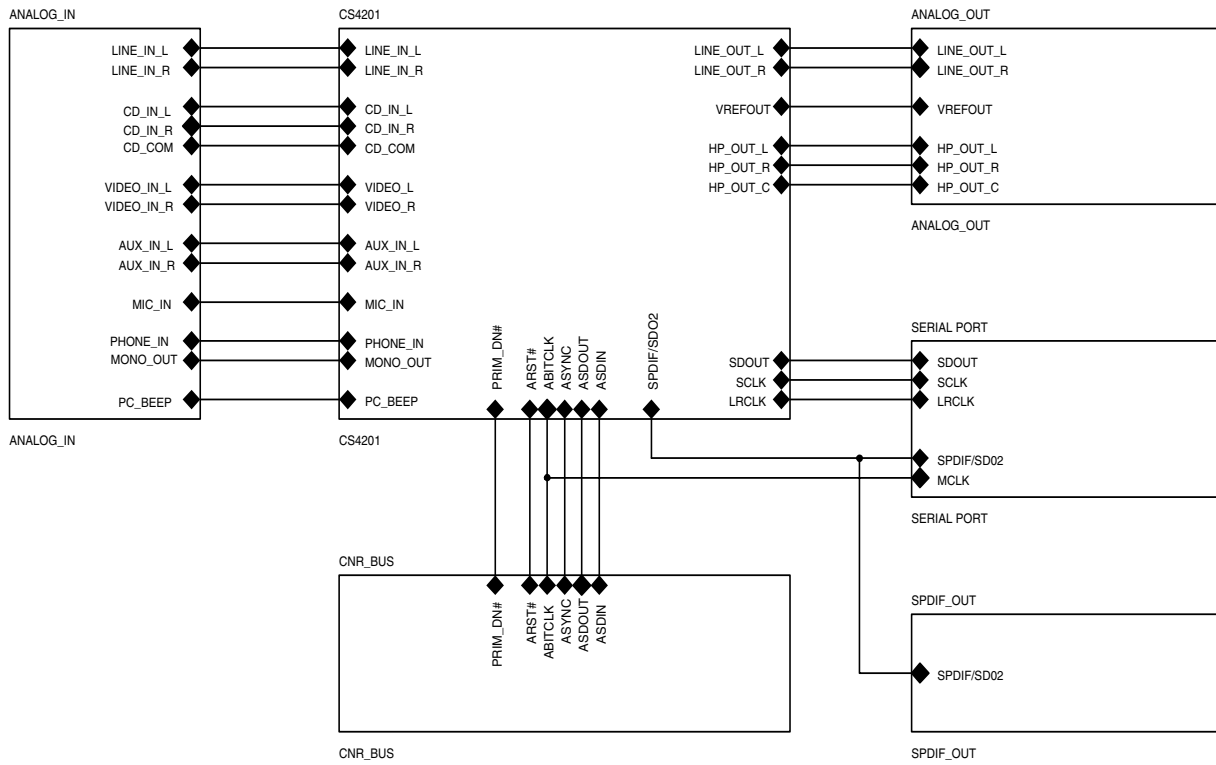 ANALOG_IN
LINE_IN_L
LINE_IN_R
CD_IN_L
CD_IN_R
CD_COM
VIDEO_IN_L
VIDEO_IN_R
AUX_IN_L
AUX_IN_R
MIC_IN
PHONE_IN
MONO_OUT
PC_BEEP
ANALOG_IN
CS4201
LINE_IN_L
LINE_IN_R
CD_IN_L
CD_IN_R
CD_COM
VIDEO_L
VIDEO_R
AUX_IN_L
AUX_IN_R
MIC_IN
PHONE_IN
MONO_OUT
PC_BEEP
PRIM_DN#
ARST#
ABITCLK
ASYNC
ASDOUT
ASDIN
SPDIF/SDO2
LINE_OUT_L
LINE_OUT_R
VREFOUT
HP_OUT_L
HP_OUT_R
HP_OUT_C
SDOUT
SCLK
LRCLK
CS4201
ANALOG_OUT
LINE_OUT_L
LINE_OUT_R
VREFOUT
HP_OUT_L
HP_OUT_R
HP_OUT_C
ANALOG_OUT
SERIAL PORT
SDOUT
SCLK
LRCLK
SPDIF/SD02
MCLK
SERIAL PORT
CNR_BUS
PRIM_DN#
ARST#
ABITCLK
ASYNC
ASDOUT
ASDIN
CNR_BUS
SPDIF_OUT
SPDIF/SD02
SPDIF_OUT